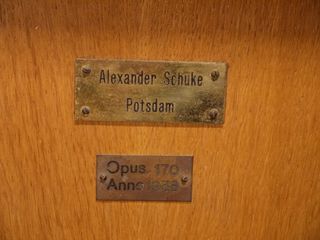 Alexander Schuke
Potsdam
Opus 170
Anno